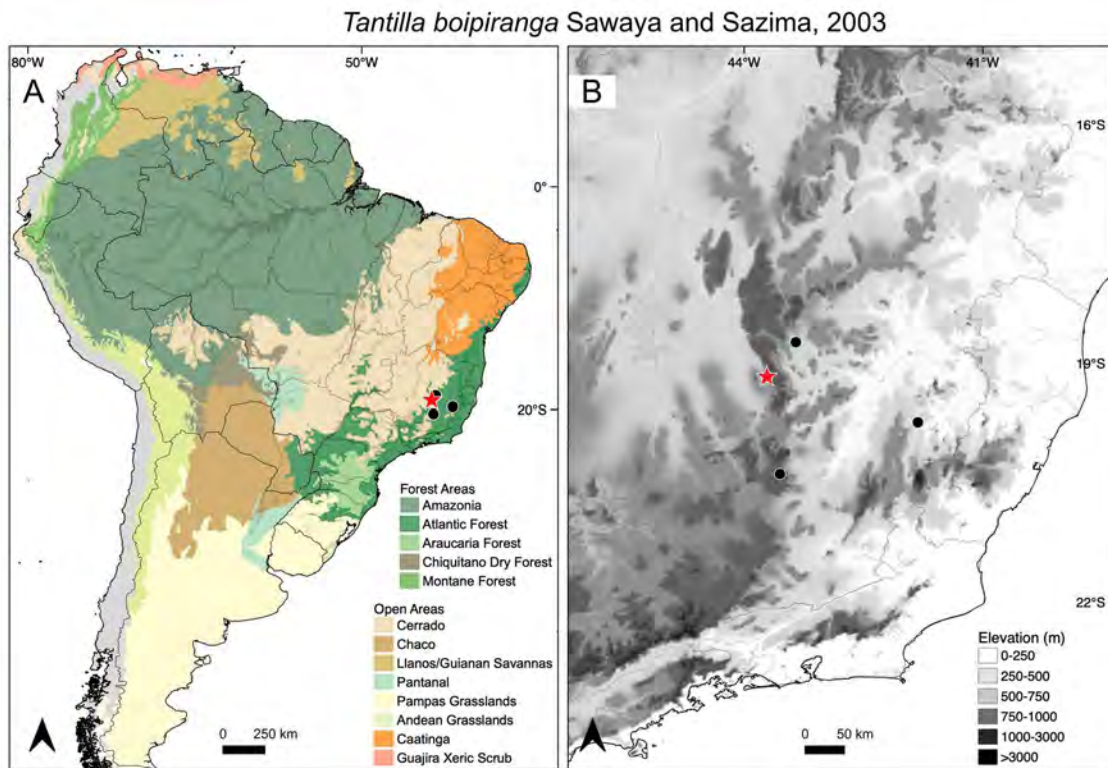 Tantilla boipiranga Sawaya and Sazima, 2003
80°W
50°W
A
0°
20°S
Forest Areas
Amazonia
Atlantic Forest
Araucaria Forest
Chiquitano Dry Forest
Montane Forest
Open Areas
Cerrado
Chaco
Llanos/Guianan Savannas
Pantanal
Pampas Grasslands
Andean Grasslands
Caatinga
Guajira Xeric Scrub
0 250 km
B
44°W
41°W
16°S
19°S
22°S
Elevation (m)
0-250
250-500
500-750
750-1000
1000-3000
>3000
0 50 km